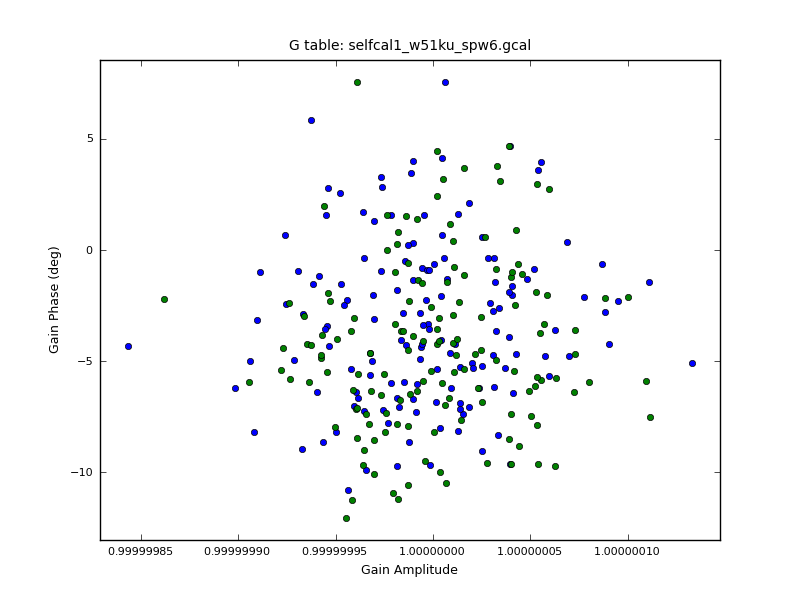 G table: selfcal1_w51ku_spw6.gcal
5
0
−5
−10
Gain Phase (deg)
0.99999985 0.99999990 0.99999995 1.00000000 1.00000005 1.00000010
Gain Amplitude